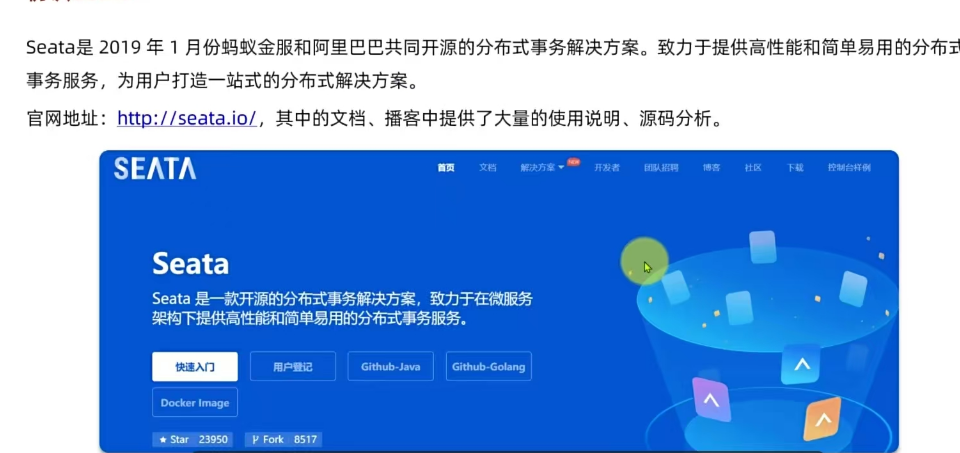 Seata是 2019 年 1 月份蚂蚁金服和阿里巴巴共同开源的分布式事务解决方案。致力于提供高性能和简单易用的分布式
事务服务，为用户打造一站式的分布式解决方案。
官网地址：http://seata.io/，其中的文档、播客中提供了大量的使用说明、源码分析。
SEATA 首页 文档 解决方案 new 开发者 团队招聘 博客 社区 下载 控制台样例
Seata
Seata 是一款开源的分布式事务解决方案，致力于在微服务
架构下提供高性能和简单易用的分布式事务服务。
快速入门 用户登记 Github-Java Github-Golang
Docker Image
Star 23950 Fork 8517